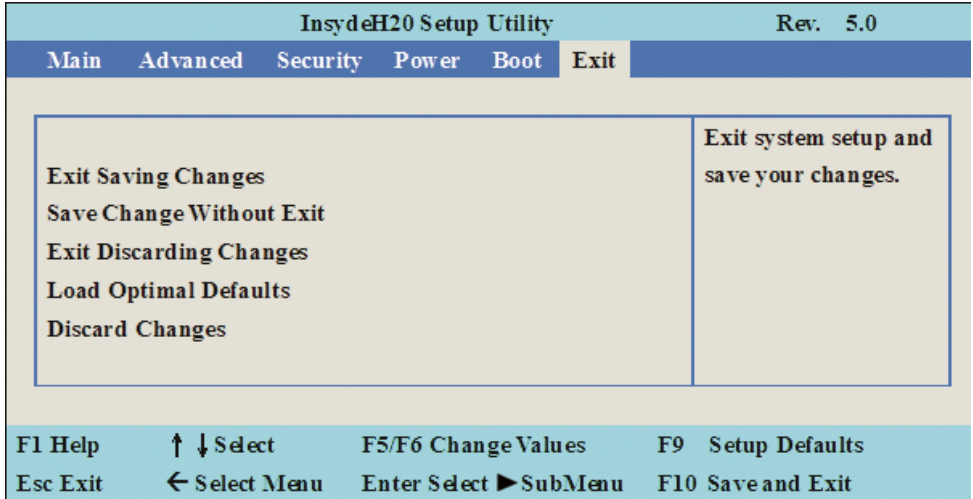 InsydeH20 Setup Utility Rev. 5.0
Main Advanced Security Power Boot Exit
Exit Saving Changes
Save Change Without Exit
Exit Discarding Changes
Load Optimal Defaults
Discard Changes
Exit system setup and
save your changes.
F1 Help ↑ ↓ Select F5/F6 Change Values F9 Setup Defaults
Esc Exit ← Select Menu Enter Select ▶ SubMenu F10 Save and Exit